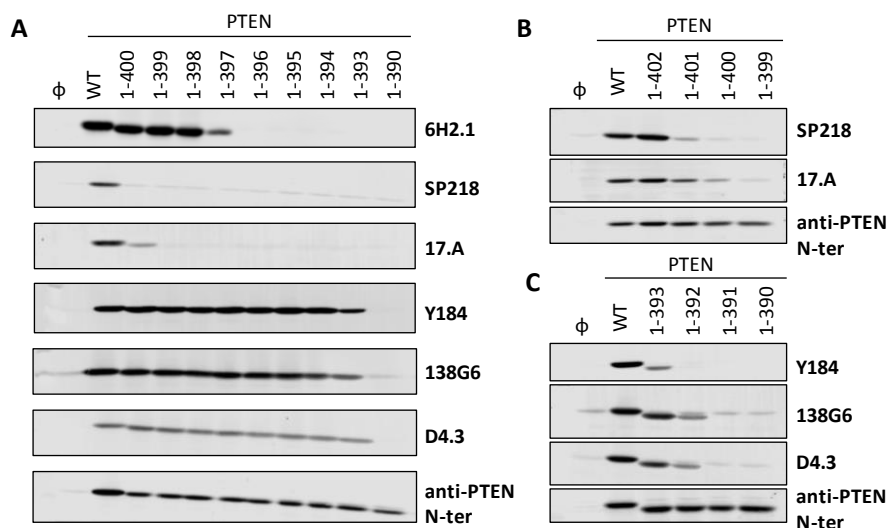 A
PTEN
ϕ WT 1-400 1-399 1-398 1-397 1-396 1-395 1-394 1-393 1-390
6H2.1
SP218
17.A
Y184
138G6
D4.3
anti-PTEN
N-ter
B
PTEN
ϕ WT 1-402 1-401 1-400 1-399
SP218
17.A
anti-PTEN
N-ter
C
PTEN
ϕ WT 1-393 1-392 1-391 1-390
Y184
138G6
D4.3
anti-PTEN
N-ter